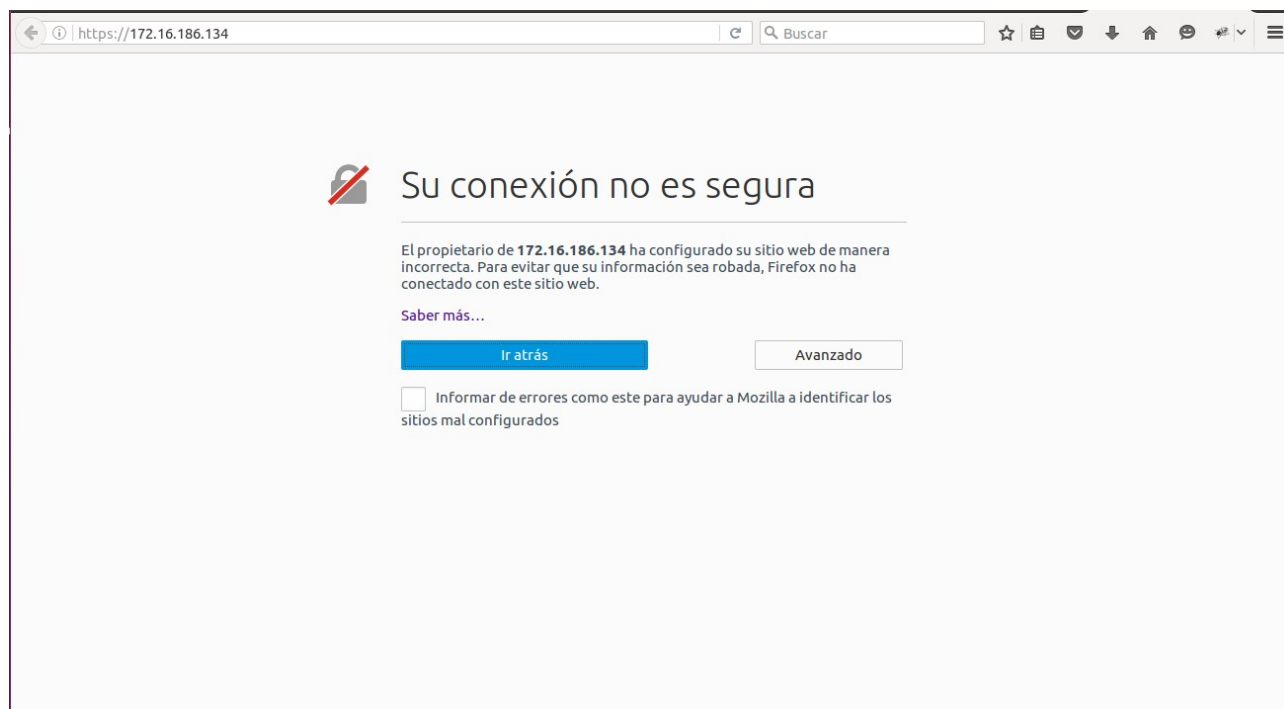 https://172.16.186.134
Buscar
Su conexión no es segura
El propietario de 172.16.186.134 ha configurado su sitio web de manera
incorrecta. Para evitar que su información sea robada, Firefox no ha
conectado con este sitio web.
Saber más…
Ir atrás
Avanzado
Informar de errores como este para ayudar a Mozilla a identificar los
sitios mal configurados